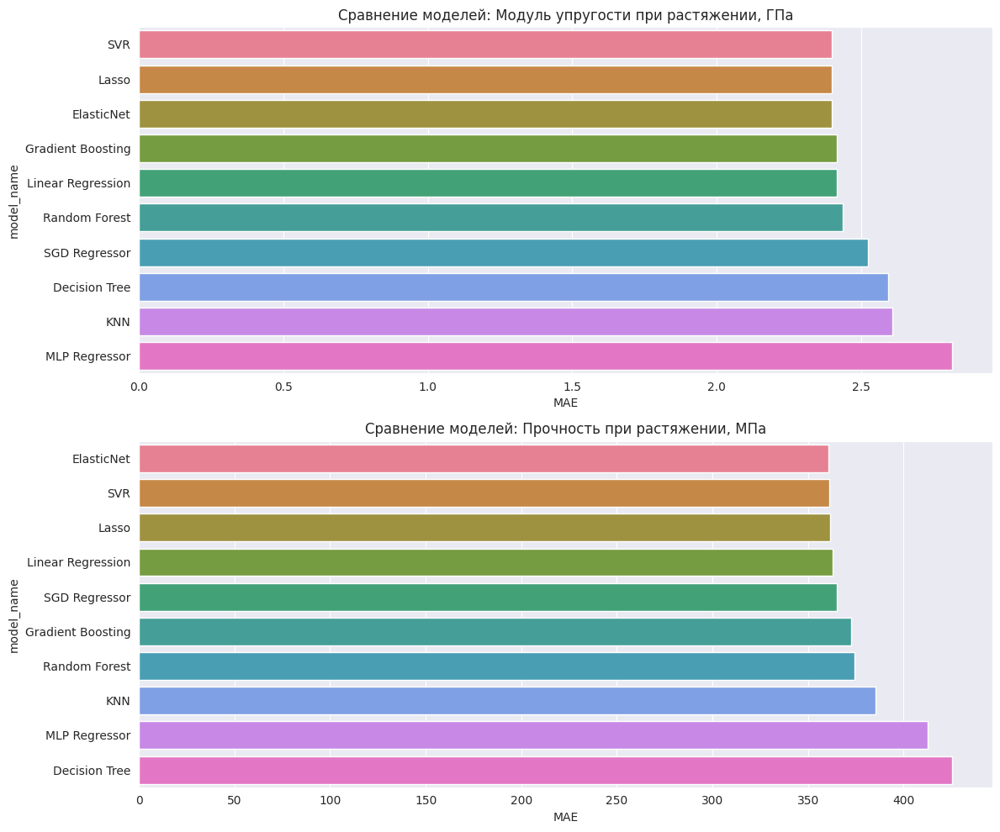 Сравнение моделей: Модуль упругости при растяжении, ГПа
model_name
SVR
Lasso
ElasticNet
Gradient Boosting
Linear Regression
Random Forest
SGD Regressor
Decision Tree
KNN
MLP Regressor
0.0 0.5 1.0 1.5 2.0 2.5
MAE
Сравнение моделей: Прочность при растяжении, МПа
model_name
ElasticNet
SVR
Lasso
Linear Regression
SGD Regressor
Gradient Boosting
Random Forest
KNN
MLP Regressor
Decision Tree
0 50 100 150 200 250 300 350 400
MAE